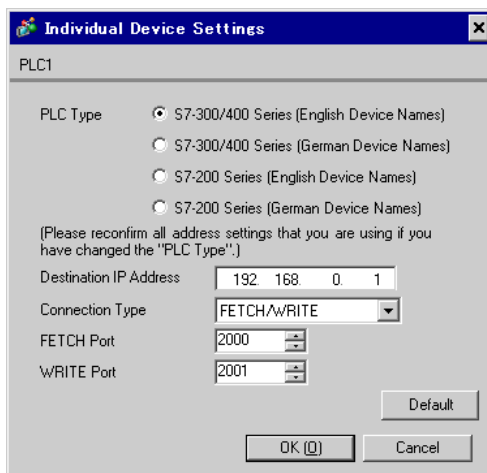 Individual Device Settings
PLC1
PLC Type
S7-300/400 Series (English Device Names)
S7-300/400 Series (German Device Names)
S7-200 Series (English Device Names)
S7-200 Series (German Device Names)
(Please reconfirm all address settings that you are using if you
have changed the "PLC Type".)
Destination IP Address 192. 168. 0. 1
Connection Type FETCH/WRITE
FETCH Port 2000
WRITE Port 2001
Default
OK (O) Cancel